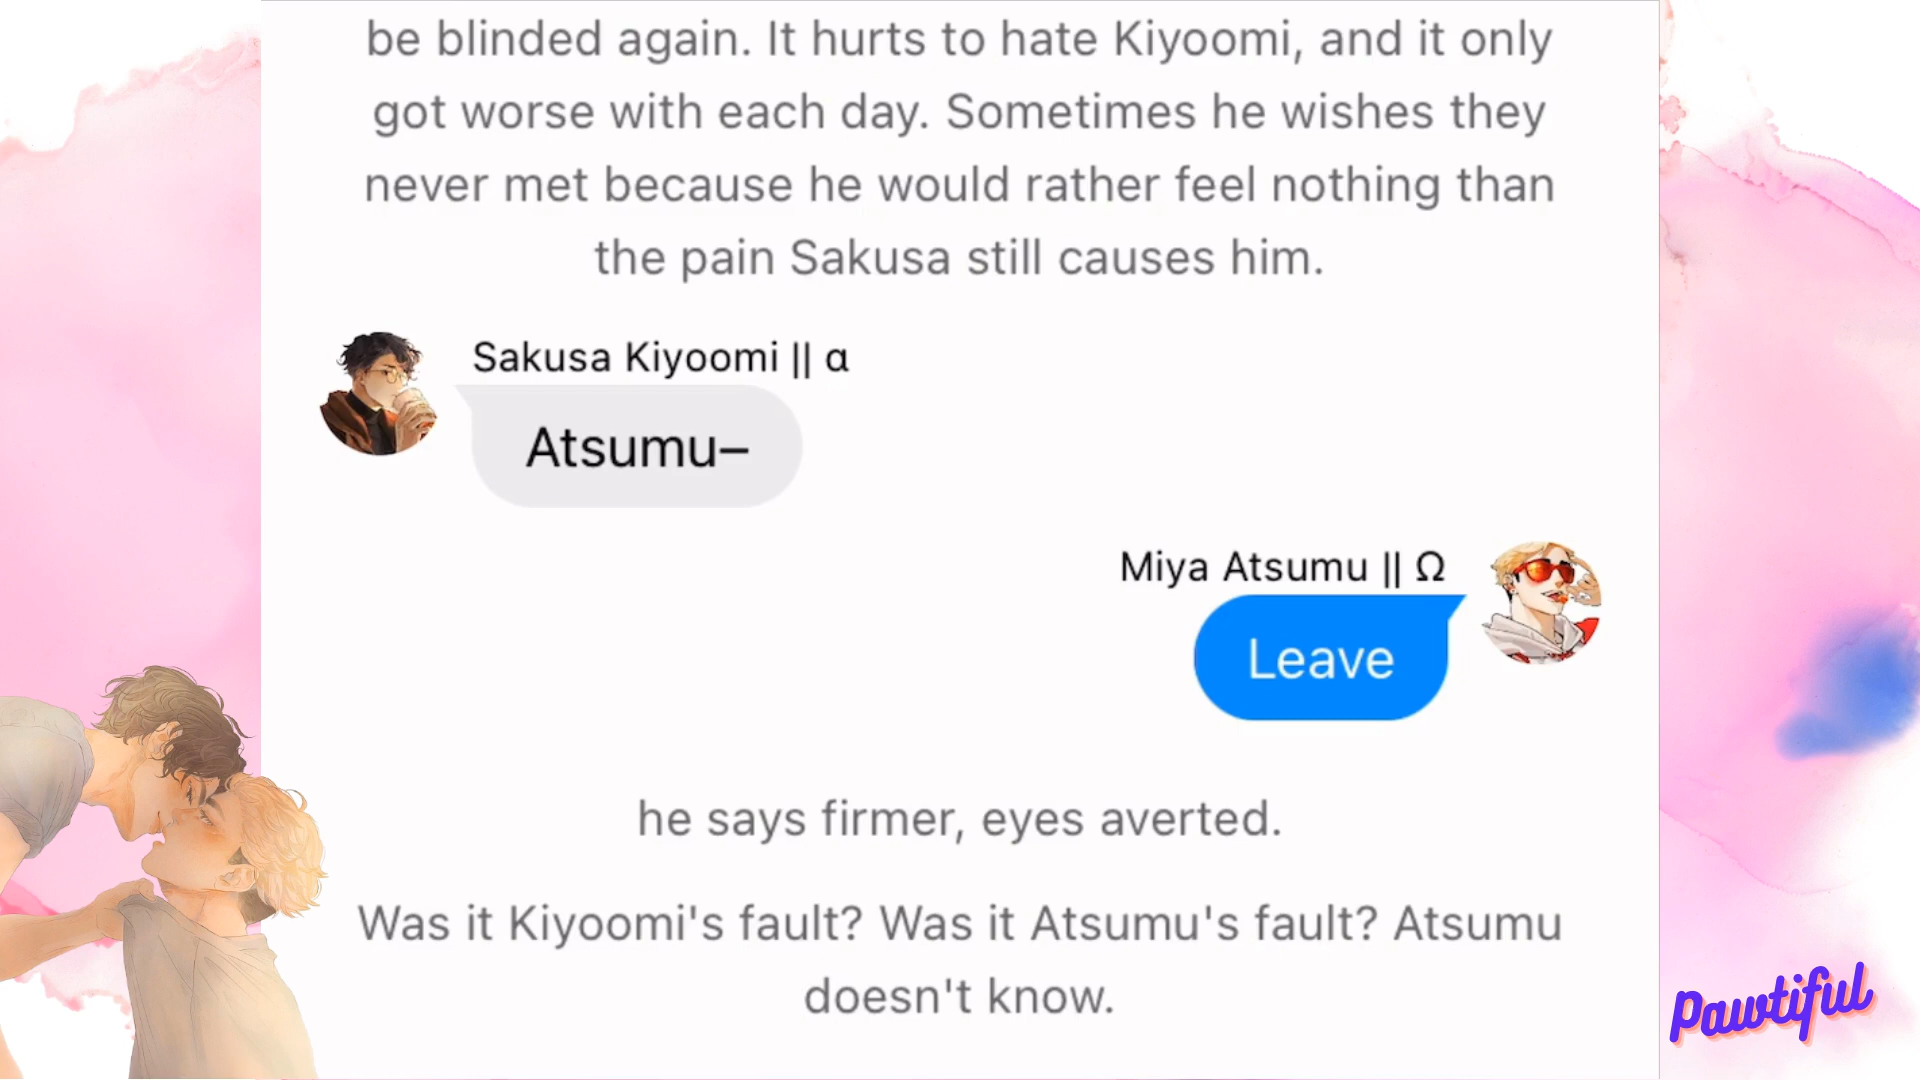 be blinded again. It hurts to hate Kiyoomi, and it only
got worse with each day. Sometimes he wishes they
never met because he would rather feel nothing than
the pain Sakusa still causes him.
Sakusa Kiyoomi || α
Atsumu–
Miya Atsumu || Ω
Leave
he says firmer, eyes averted.
Was it Kiyoomi's fault? Was it Atsumu's fault? Atsumu
doesn't know.
Pawtiful